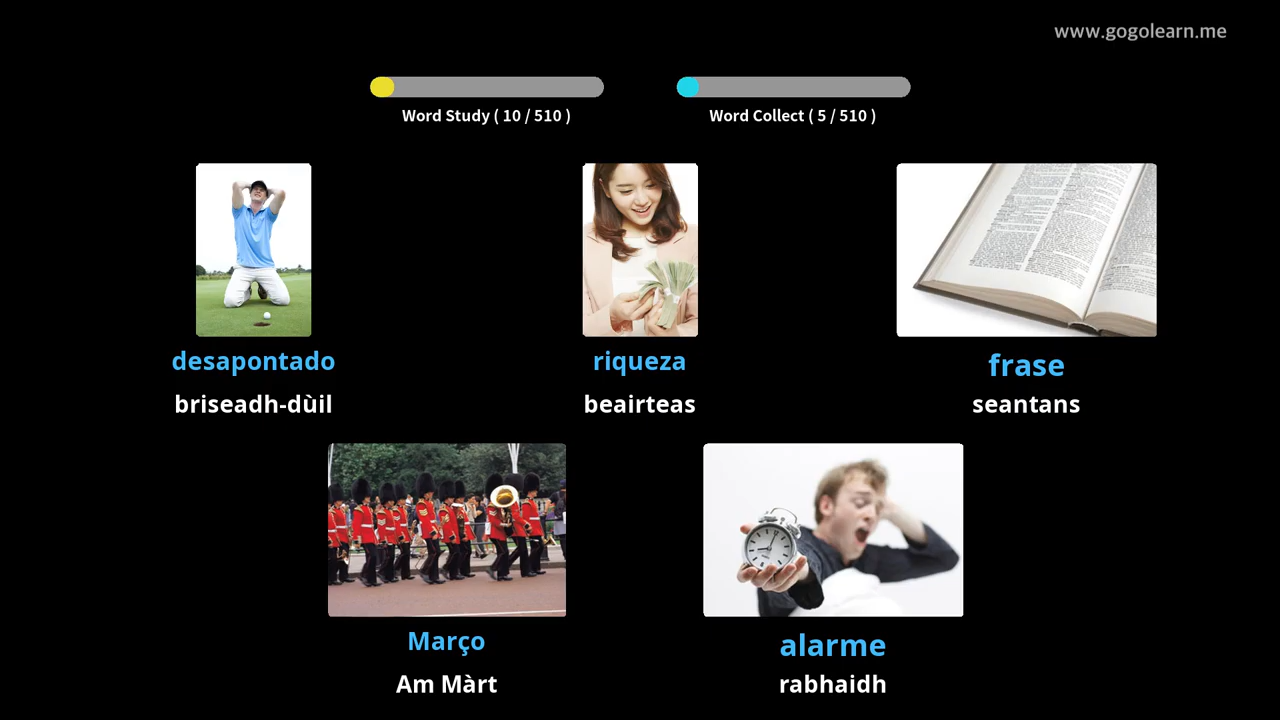 www.gogolearn.me
Word Study ( 10 / 510 )
Word Collect ( 5 / 510 )
desapontado
briseadh-dùil
riqueza
beairteas
frase
seantans
Março
Am Màrt
alarme
rabhaidh